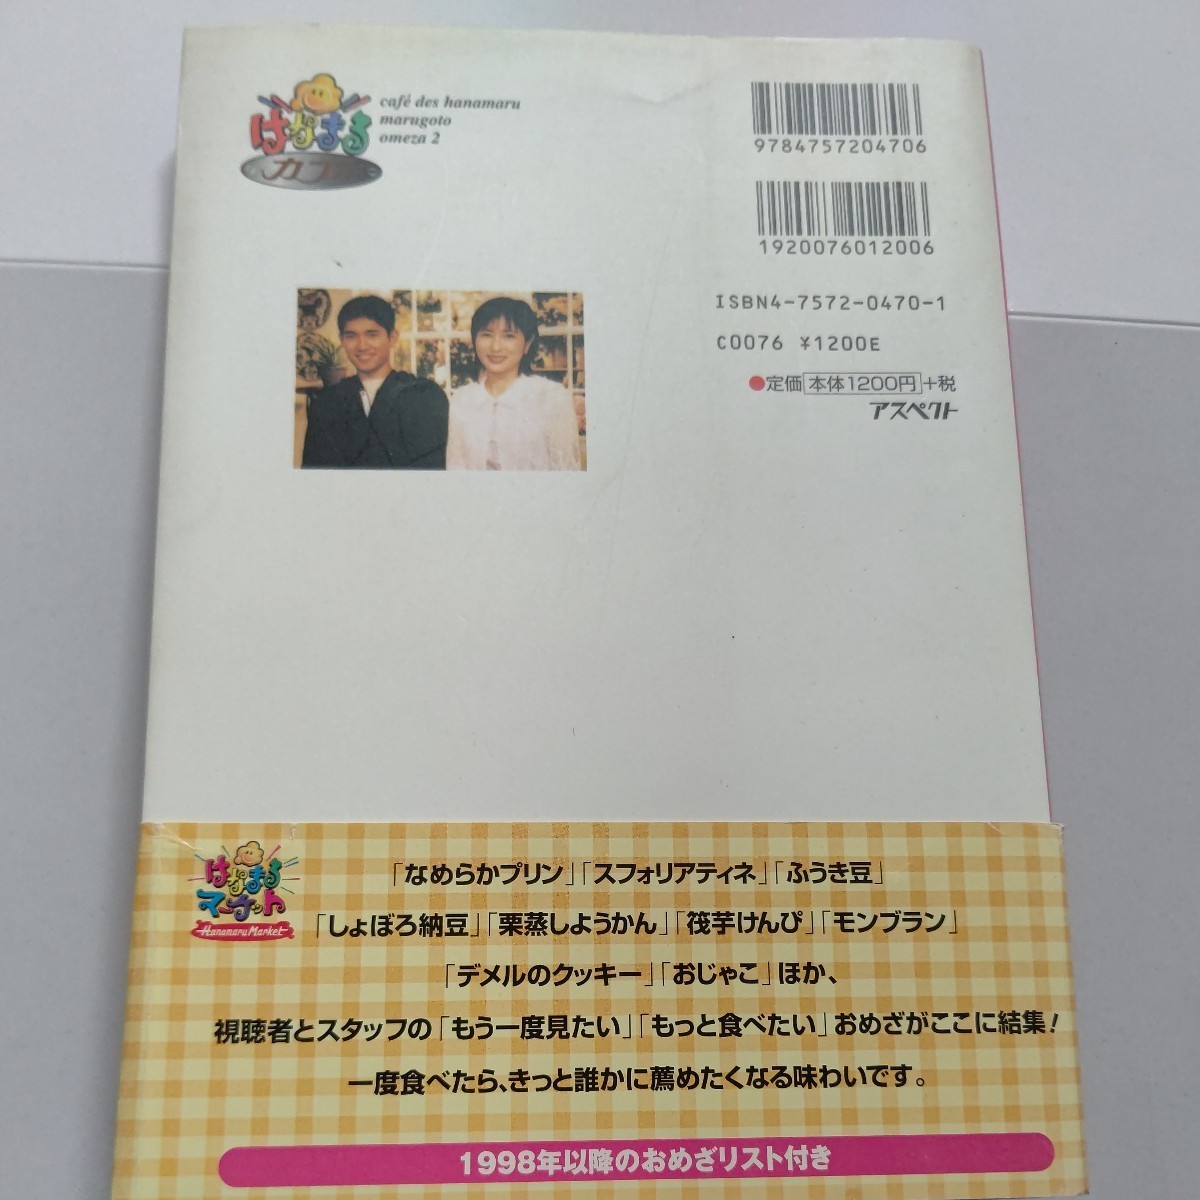 はなまる
カフェ
café des hanamaru
marugoto
omeza 2
9784757204706
1920076012006
ISBN4-7572-0470-1
C0076 ¥1200E
●定価 本体1200円 +税
アスペクト
はなまる
マーケット
Hanamaru Market
「なめらかプリン」「スフォリアティネ」「ふうき豆」
「しょぼろ納豆」「栗蒸しようかん」「筏芋けんぴ」「モンブラン」
「デメルのクッキー」「おじゃこ」ほか、
視聴者とスタッフの「もう一度見たい」「もっと食べたい」おめざがここに結集！
一度食べたら、きっと誰かに薦めたくなる味わいです。
1998年以降のおめざリスト付き